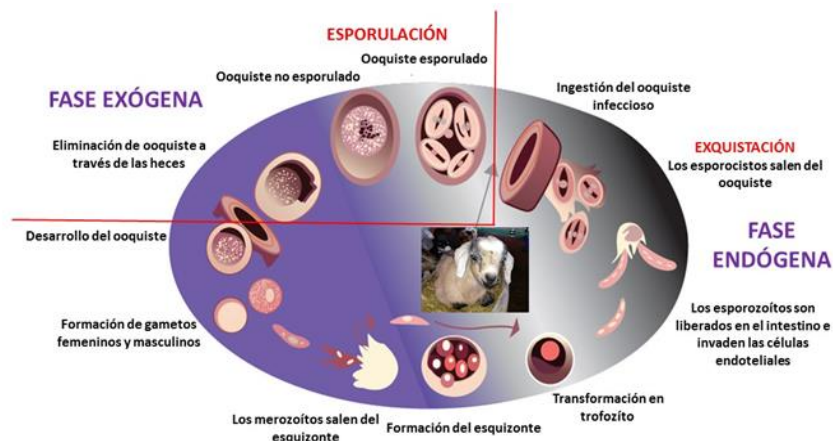 ESPORULACIÓN
Ooquiste esporulado
Ooquiste no esporulado
Ingestión del ooquiste
infeccioso
FASE EXÓGENA
Eliminación de ooquiste a
través de las heces
EXQUISTACIÓN
Los esporocistos salen del
ooquiste
Desarrollo del ooquiste
FASE
ENDÓGENA
Formación de gametos
femeninos y masculinos
Los esporozoítos son
liberados en el intestino e
invaden las células
endoteliales
Transformación en
trofozíto
Los merozoítos salen del
esquizonte
Formación del esquizonte